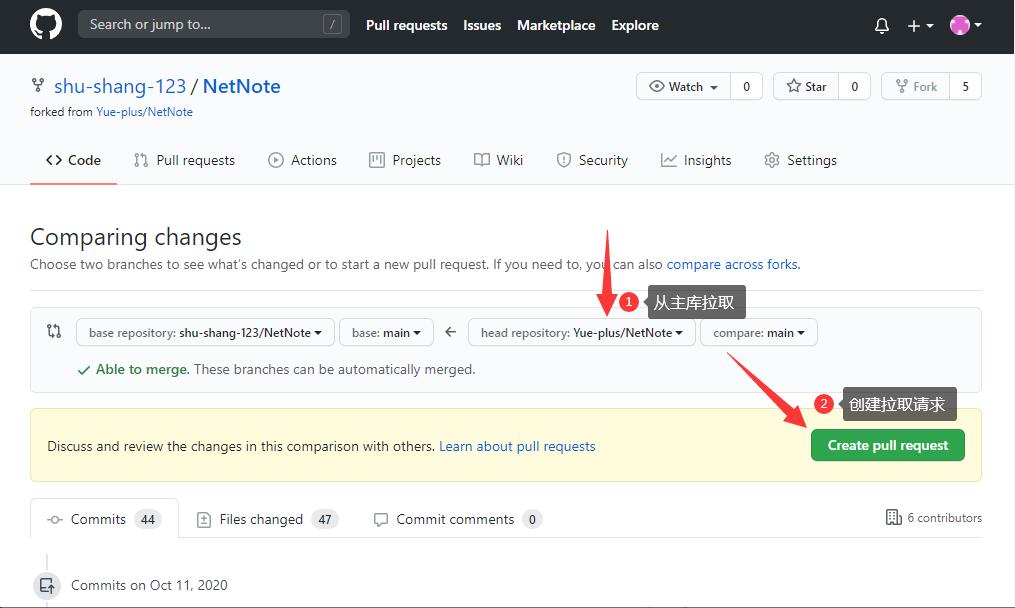 Search or jump to... / Pull requests Issues Marketplace Explore
shu-shang-123 / NetNote Watch 0 Star 0 Fork 5
forked from Yue-plus/NetNote
Code Pull requests Actions Projects Wiki Security Insights Settings
Comparing changes
Choose two branches to see what's changed or to start a new pull request. If you need to, you can also compare across forks.
1 从主库拉取
base repository: shu-shang-123/NetNote base: main head repository: Yue-plus/NetNote compare: main
Able to merge. These branches can be automatically merged.
2 创建拉取请求
Discuss and review the changes in this comparison with others. Learn about pull requests Create pull request
Commits 44 Files changed 47 Commit comments 0 6 contributors
Commits on Oct 11, 2020